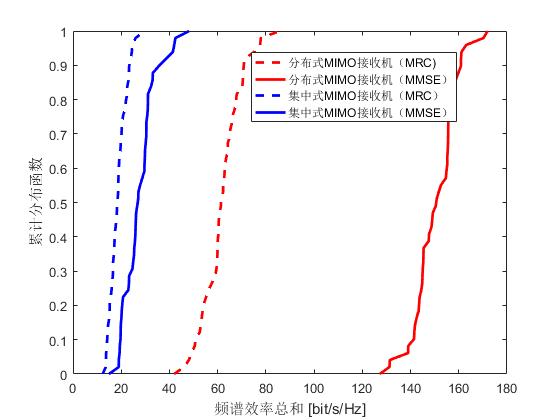 1
0.9
0.8
0.7
0.6
0.5
0.4
0.3
0.2
0.1
0
累计分布函数
分布式MIMO接收机（MRC)
分布式MIMO接收机（MMSE）
集中式MIMO接收机（MRC）
集中式MIMO接收机（MMSE）
0 20 40 60 80 100 120 140 160 180
频谱效率总和 [bit/s/Hz]